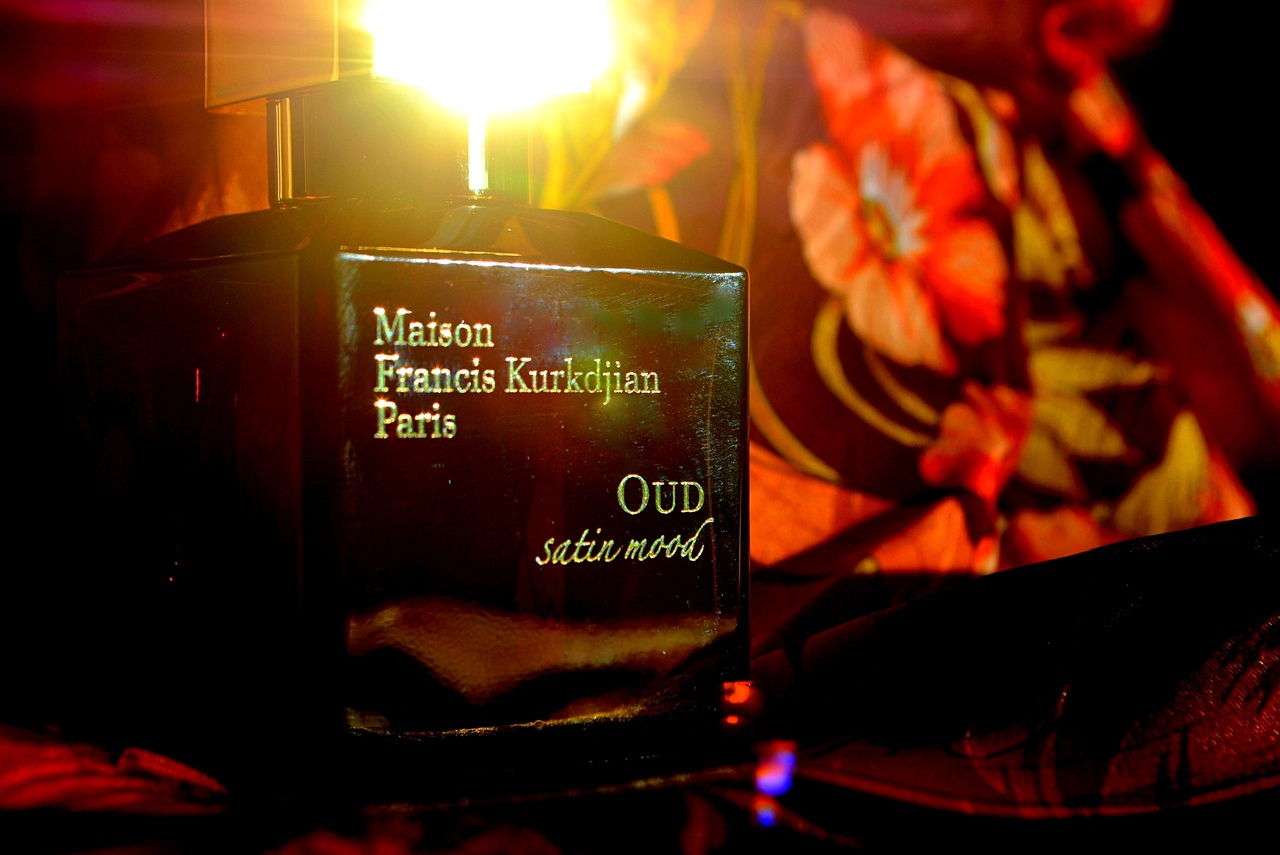 Maison
Francis Kurkdjian
Paris
OUD
satin mood